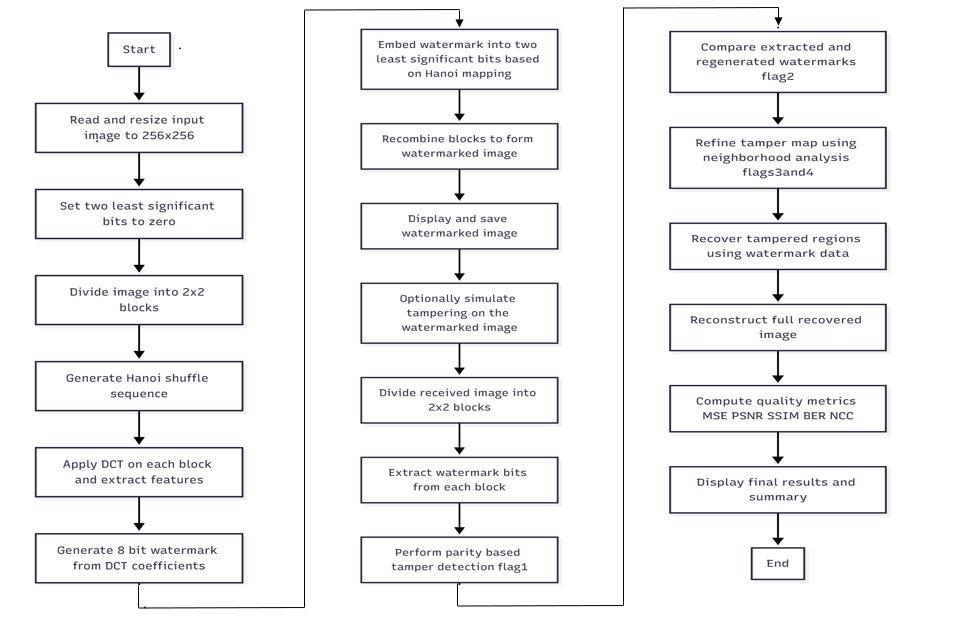 Start
Read and resize input
image to 256x256
Set two least significant
bits to zero
Divide image into 2x2
blocks
Generate Hanoi shuffle
sequence
Apply DCT on each block
and extract features
Generate 8 bit watermark
from DCT coefficients
Embed watermark into two
least significant bits based
on Hanoi mapping
Recombine blocks to form
watermarked image
Display and save
watermarked image
Optionally simulate
tampering on the
watermarked image
Divide received image into
2x2 blocks
Extract watermark bits
from each block
Perform parity based
tamper detection flag1
Compare extracted and
regenerated watermarks
flag2
Refine tamper map using
neighborhood analysis
flags3and4
Recover tampered regions
using watermark data
Reconstruct full recovered
image
Compute quality metrics
MSE PSNR SSIM BER NCC
Display final results and
summary
End